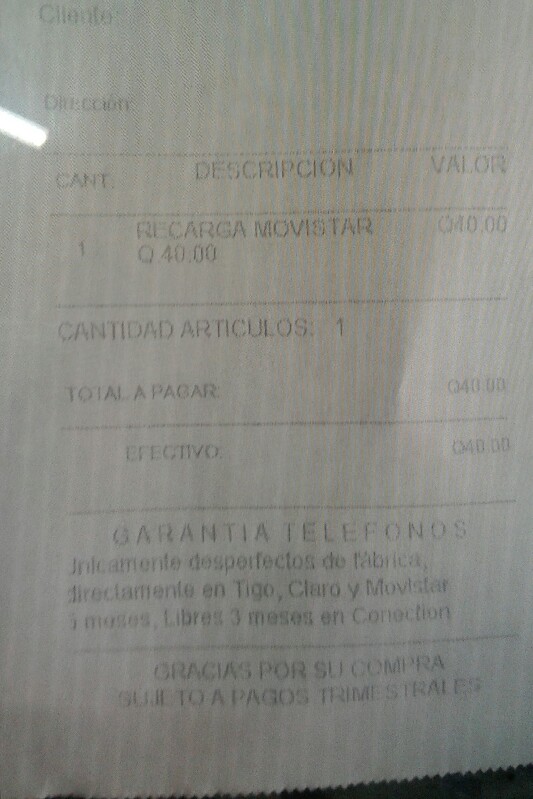 Cliente:
Dirección:
CANT. DESCRIPCION VALOR
1 RECARGA MOVISTAR Q40.00
Q 40.00
CANTIDAD ARTICULOS: 1
TOTAL A PAGAR: Q40.00
EFECTIVO: Q40.00
GARANTIA TELEFONOS
Unicamente desperfectos de fábrica,
directamente en Tigo, Claro y Movistar
meses, Libres 3 meses en Conection
GRACIAS POR SU COMPRA
SUJETO A PAGOS TRIMESTRALES